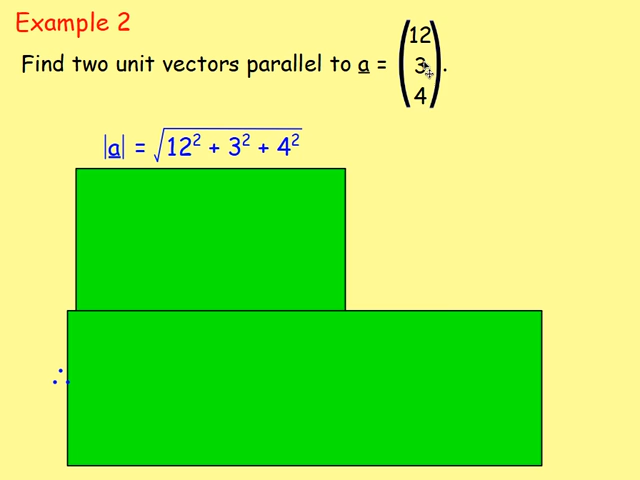 Example 2
Find two unit vectors parallel to a = (12
3
4).
|a| = √12² + 3² + 4²
∴